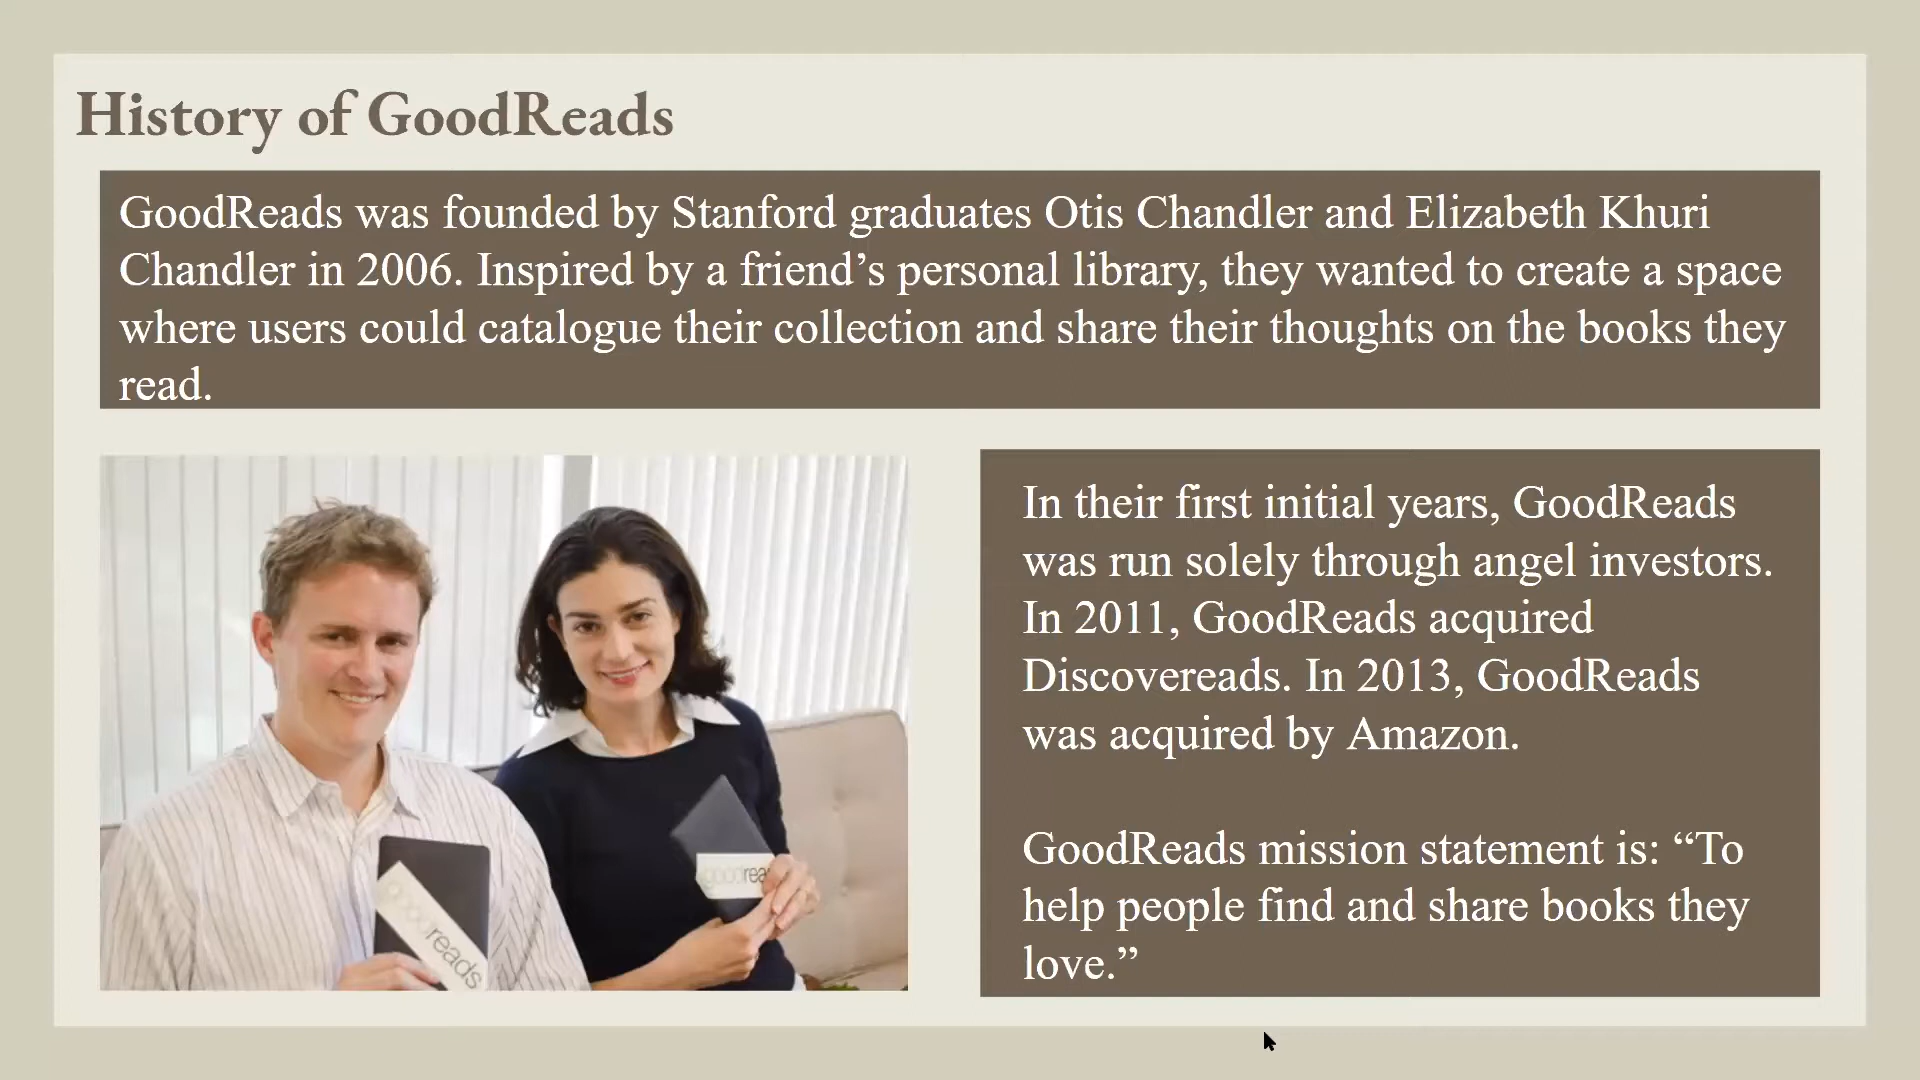 History of GoodReads
GoodReads was founded by Stanford graduates Otis Chandler and Elizabeth Khuri
Chandler in 2006. Inspired by a friend’s personal library, they wanted to create a space
where users could catalogue their collection and share their thoughts on the books they
read.
In their first initial years, GoodReads
was run solely through angel investors.
In 2011, GoodReads acquired
Discovereads. In 2013, GoodReads
was acquired by Amazon.
GoodReads mission statement is: “To
help people find and share books they
love.”
goodreads
goodrea